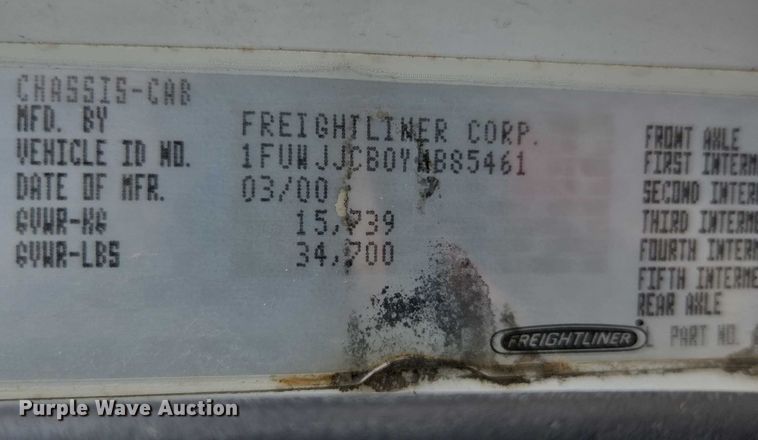 CHASSIS-CAB
MFD. BY FREIGHTLINER CORP. FRONT AXLE
VEHICLE ID NO. FIRST INTERM
DATE OF MFR. 03/00 SECOND INTER
GVWR-KG 15,739 THIRD INTERM
GVWR-LBS 34,700 FOURTH INTERM
FIFTH INTERME
REAR AXLE
FREIGHTLINER PART NO.
Purple Wave Auction